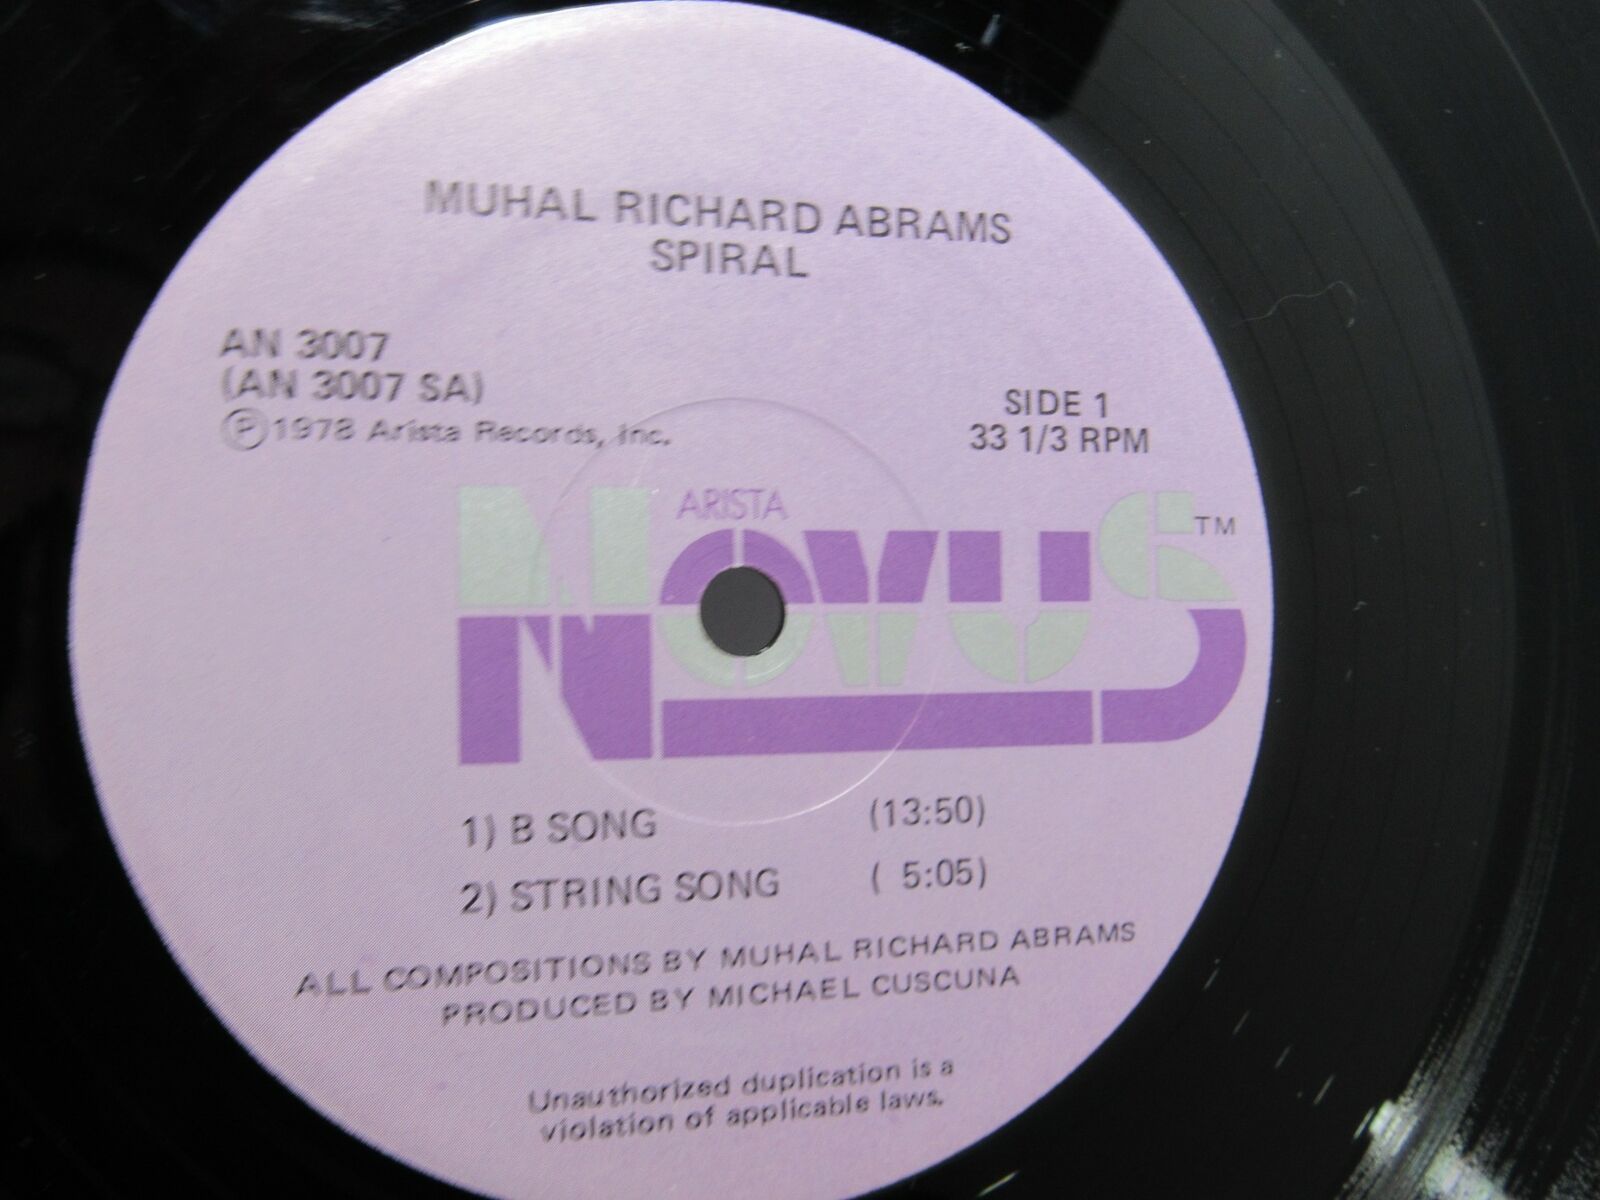 MUHAL RICHARD ABRAMS
SPIRAL
AN 3007
(AN 3007 SA)
℗1978 Arista Records, Inc.
SIDE 1
33 1/3 RPM
ARISTA
NOVUS™
1) B SONG (13:50)
2) STRING SONG ( 5:05)
ALL COMPOSITIONS BY MUHAL RICHARD ABRAMS
PRODUCED BY MICHAEL CUSCUNA
Unauthorized duplication is a
violation of applicable laws.